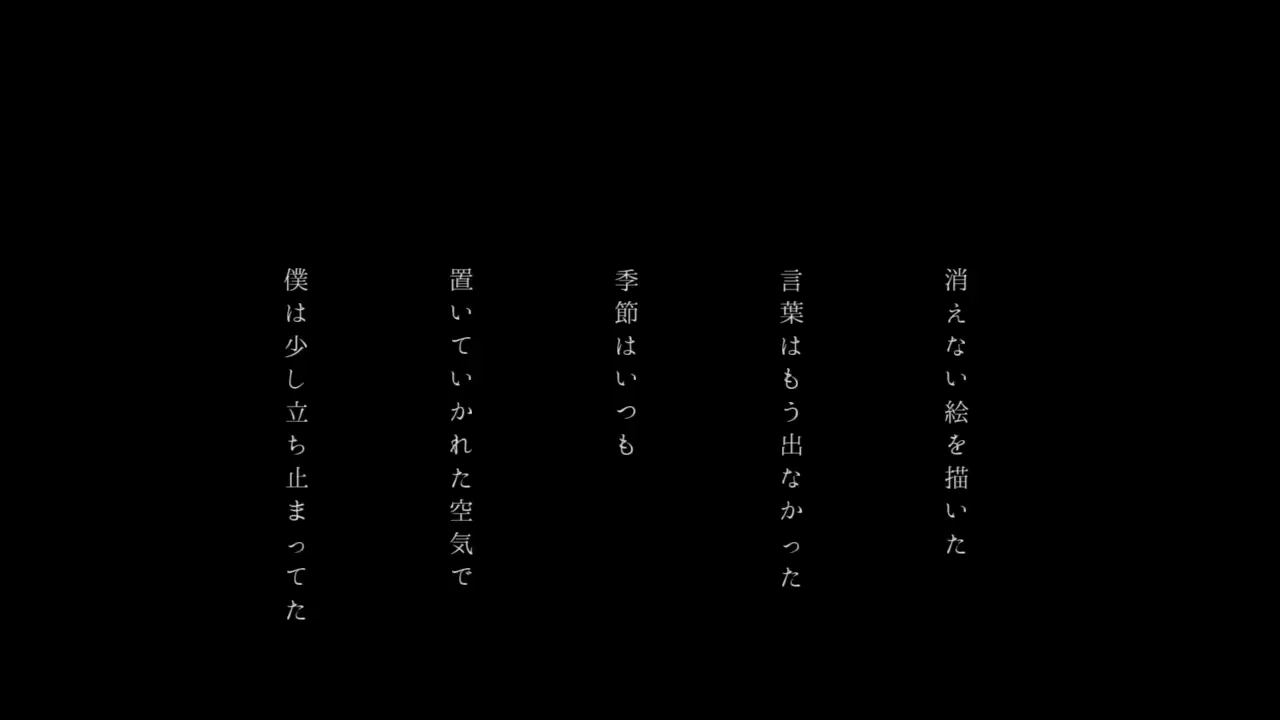 消えない絵を描いた
言葉はもう出なかった
季節はいつも
置いていかれた空気で
僕は少し立ち止まってた